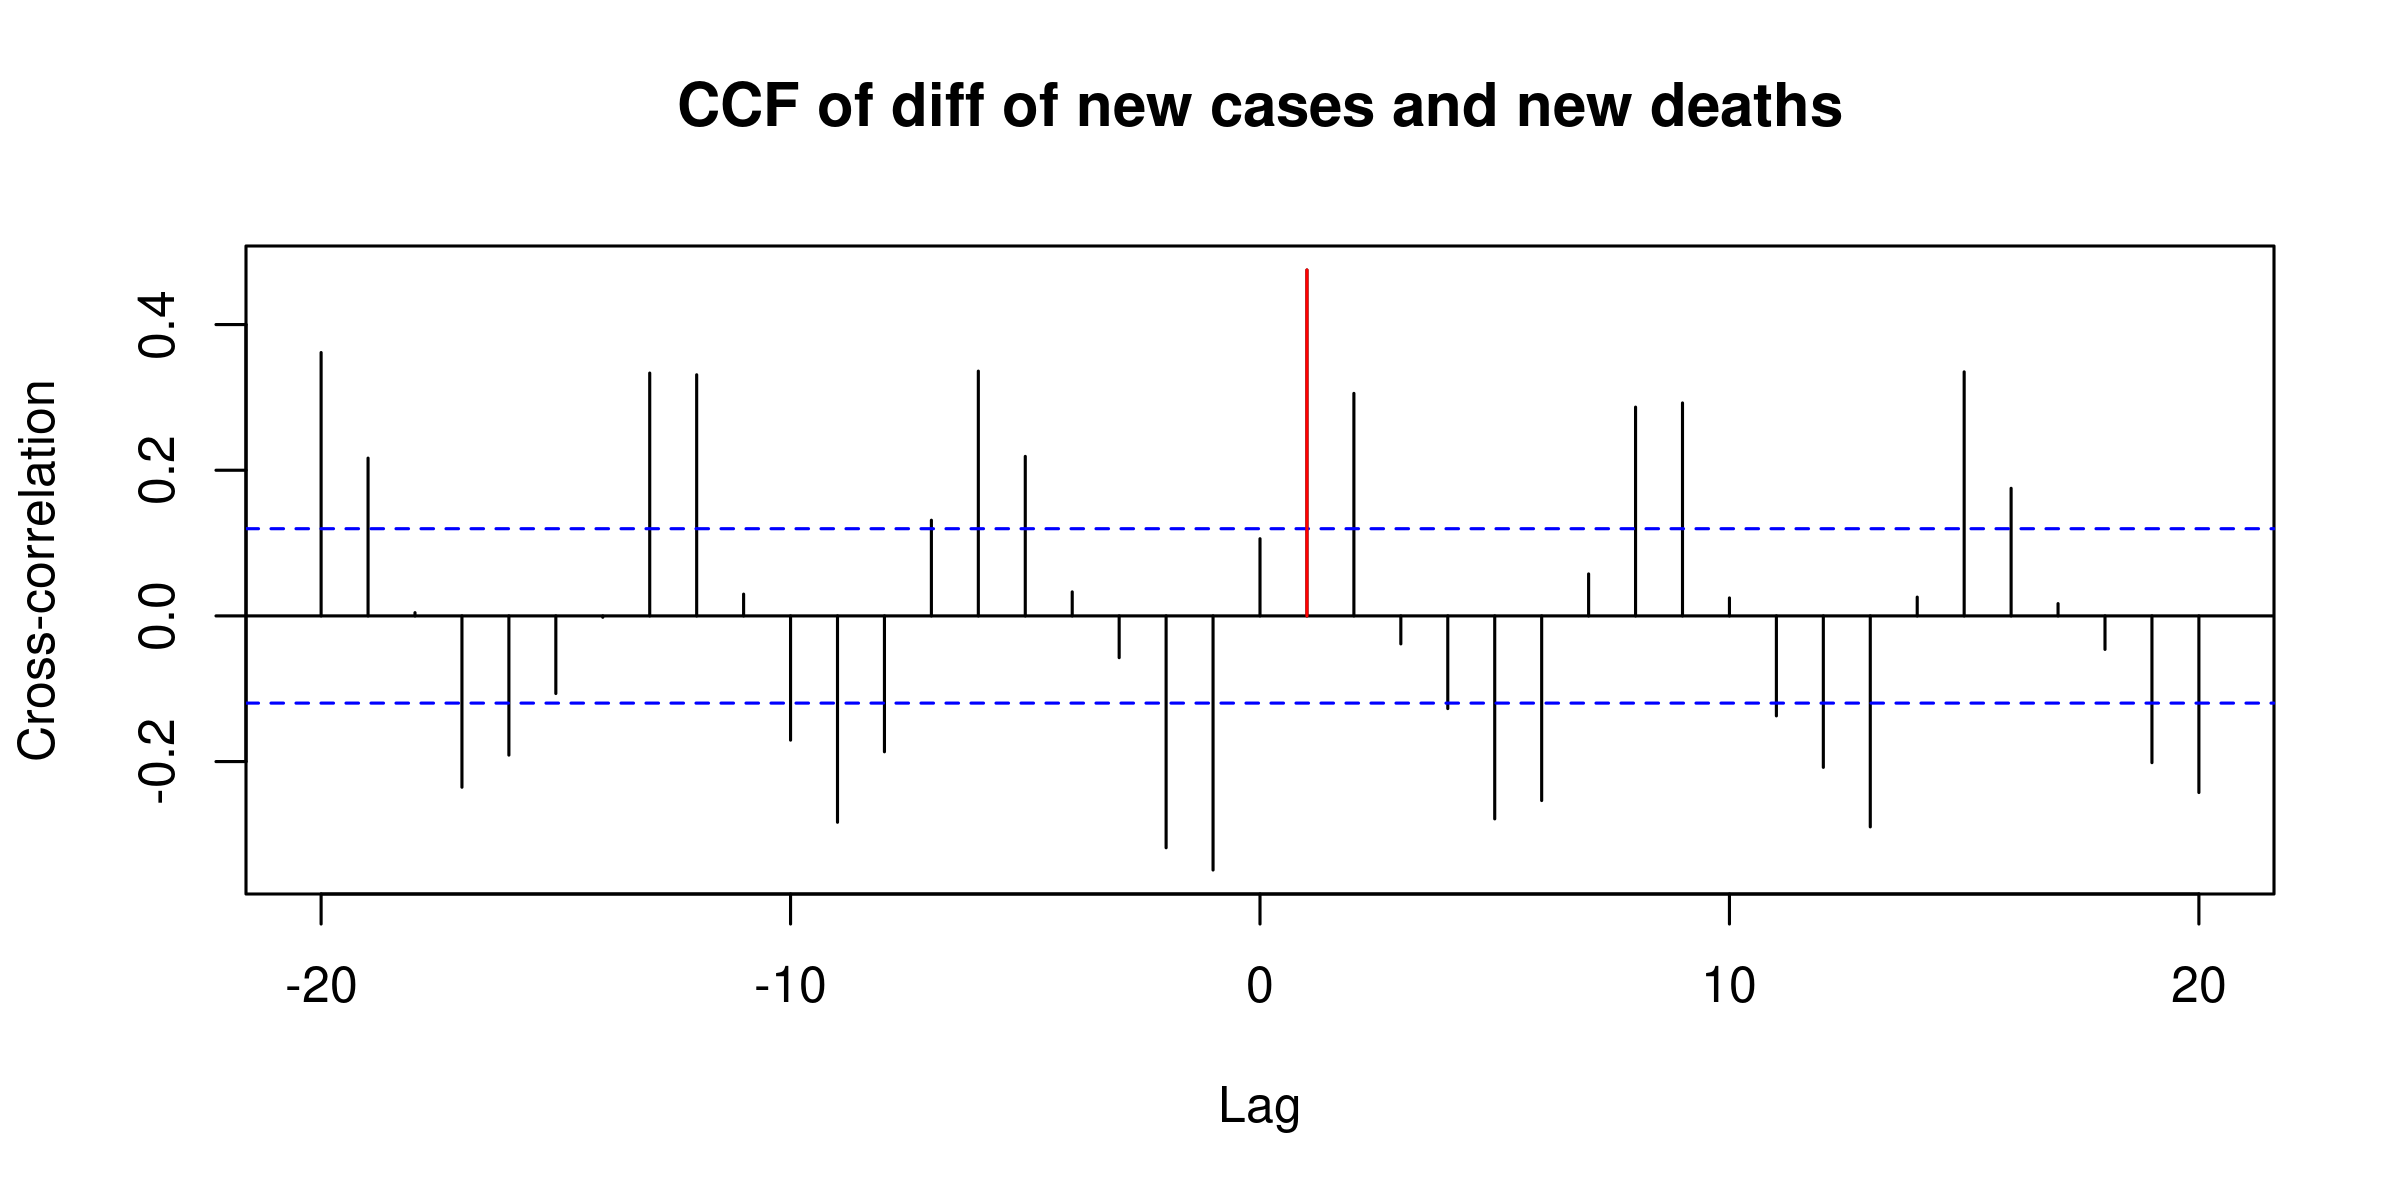 CCF of diff of new cases and new deaths
Cross-correlation
0.4
0.2
0.0
-0.2
-20 -10 0 10 20
Lag